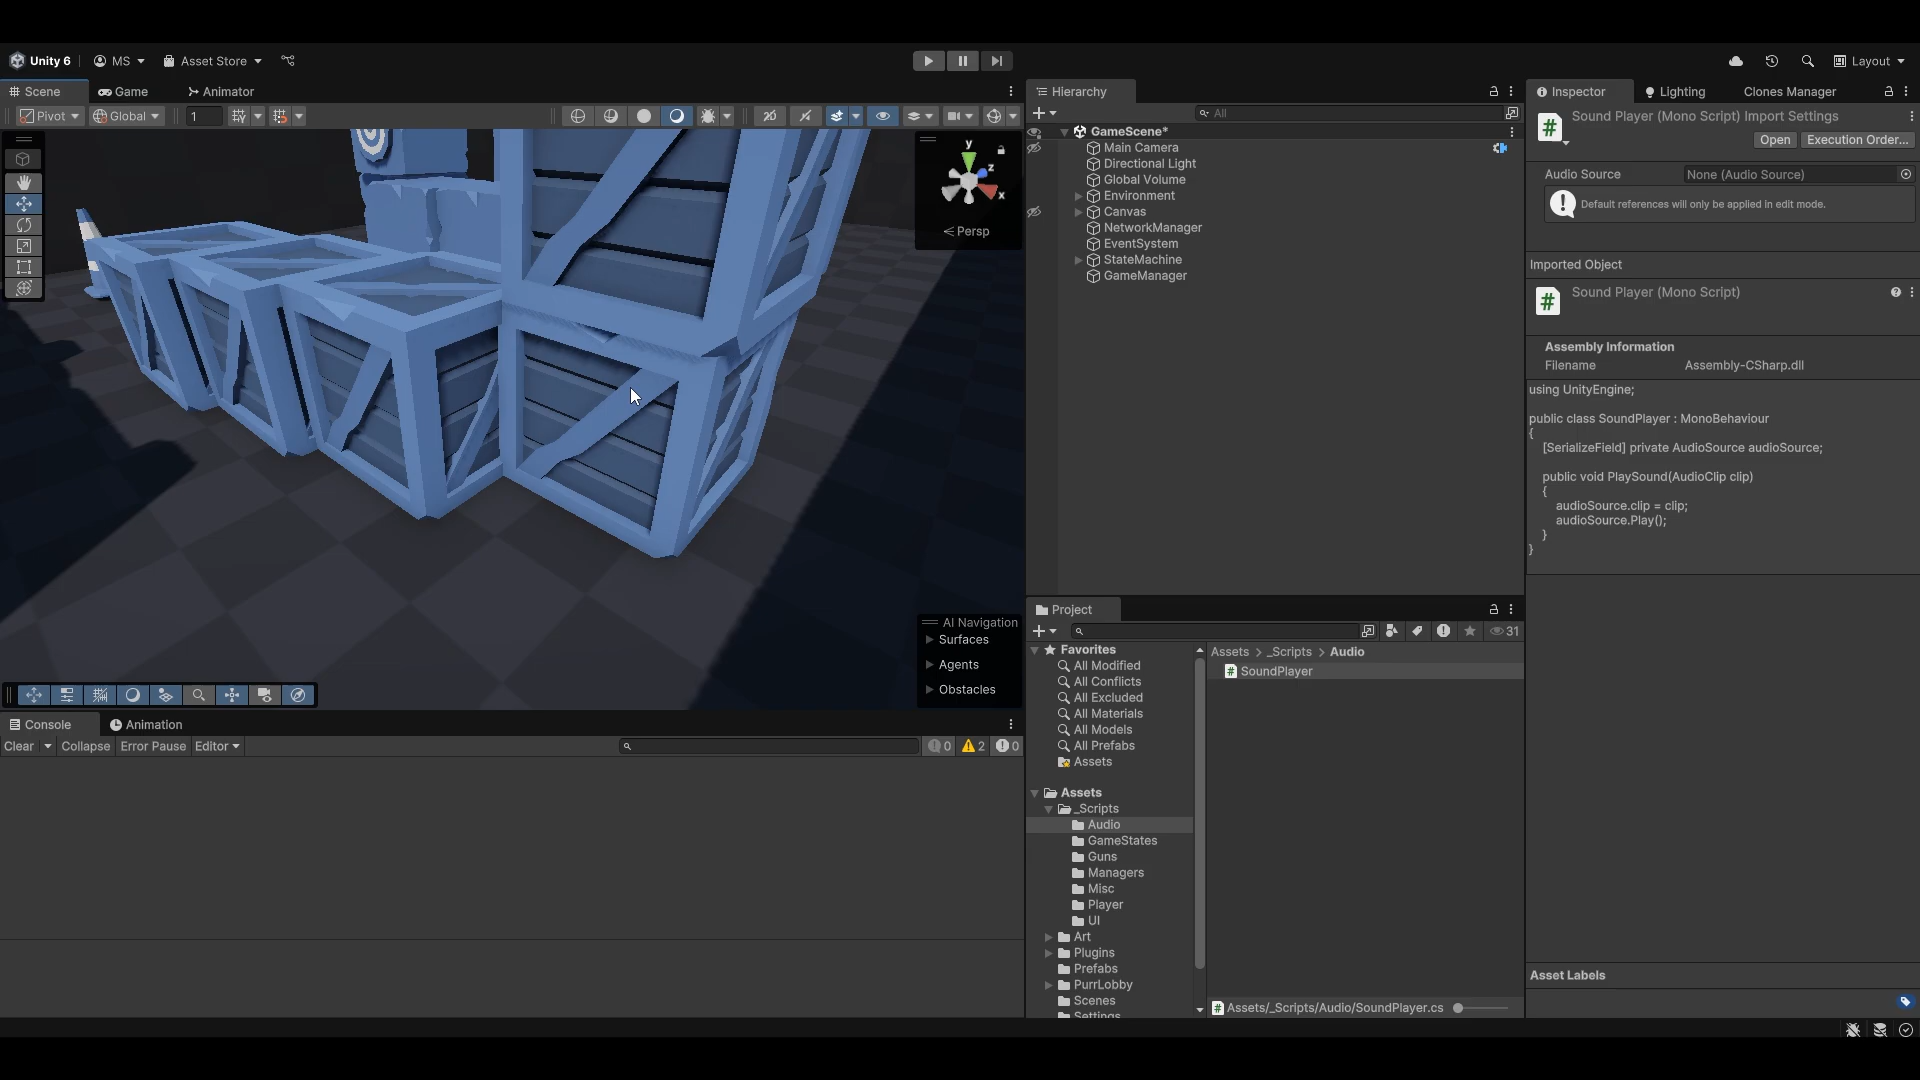 Unity 6
MS
Asset Store
Layout
Scene
Game
Animator
Pivot
Global
1
y
z
x
Persp
AI Navigation
Surfaces
Agents
Obstacles
Hierarchy
All
GameScene*
Main Camera
Directional Light
Global Volume
Environment
Canvas
NetworkManager
EventSystem
StateMachine
GameManager
Console
Animation
Clear
Collapse
Error Pause
Editor
0
2
0
Project
31
Favorites
All Modified
All Conflicts
All Excluded
All Materials
All Models
All Prefabs
Assets
Assets
_Scripts
Audio
GameStates
Guns
Managers
Misc
Player
UI
Art
Plugins
Prefabs
PurrLobby
Scenes
Settings
Assets > _Scripts > Audio
SoundPlayer
Assets/_Scripts/Audio/SoundPlayer.cs
Inspector
Lighting
Clones Manager
Sound Player (Mono Script) Import Settings
Open
Execution Order...
Audio Source
None (Audio Source)
Default references will only be applied in edit mode.
Imported Object
Sound Player (Mono Script)
Assembly Information
Filename
Assembly-CSharp.dll
using UnityEngine;
public class SoundPlayer : MonoBehaviour
{
[SerializeField] private AudioSource audioSource;
public void PlaySound(AudioClip clip)
{
audioSource.clip = clip;
audioSource.Play();
}
}
Asset Labels